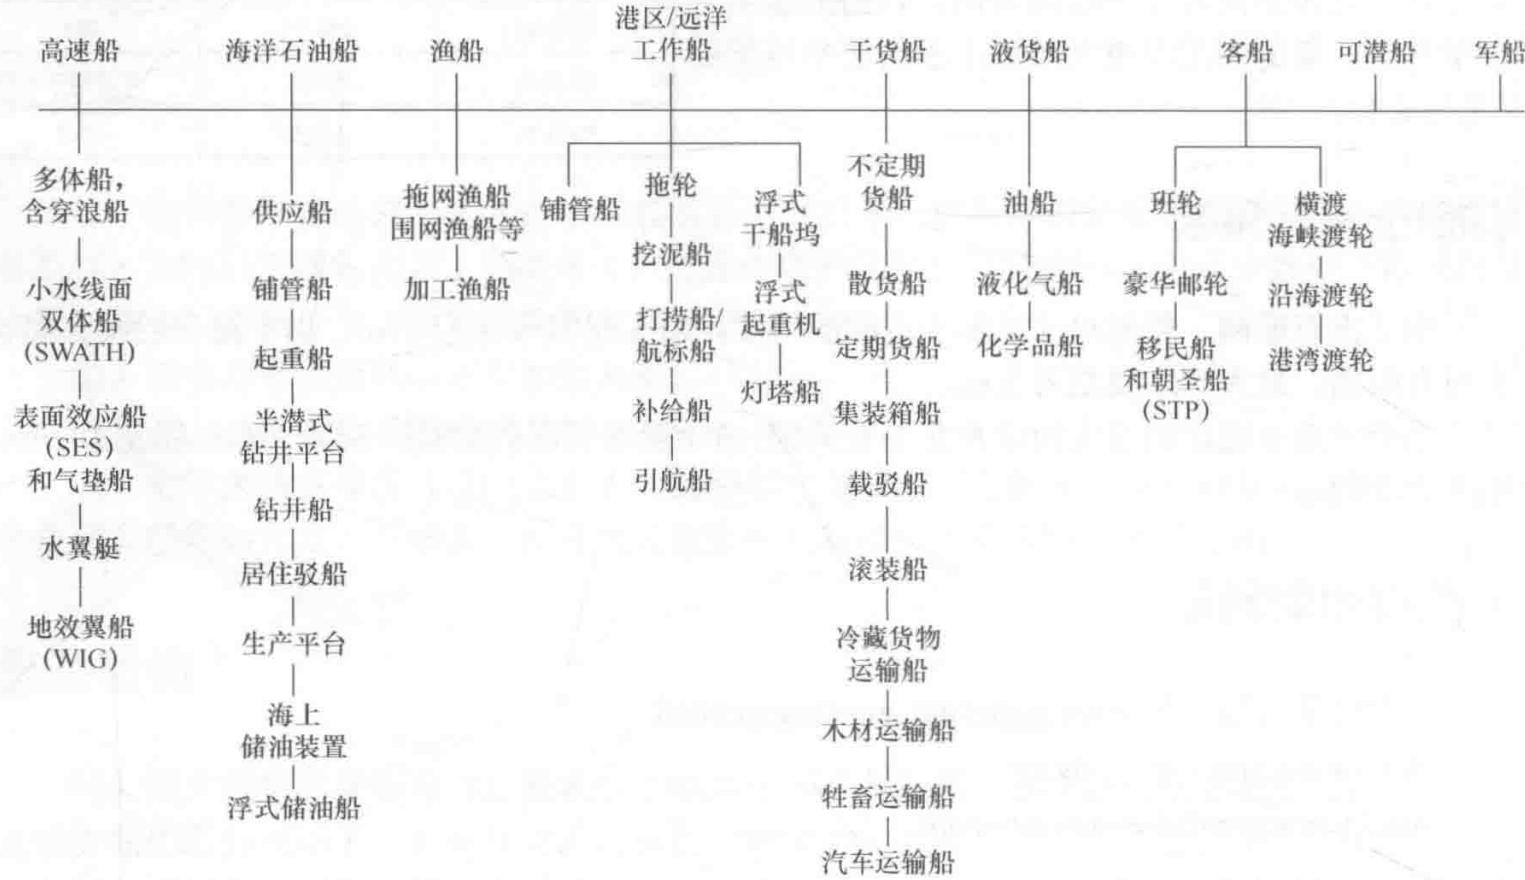 高速船
多体船，
含穿浪船
小水线面
双体船
(SWATH)
表面效应船
(SES)
和气垫船
水翼艇
地效翼船
(WIG)
海洋石油船
供应船
铺管船
起重船
半潜式
钻井平台
钻井船
居住驳船
生产平台
海上
储油装置
浮式储油船
渔船
拖网渔船
围网渔船等
加工渔船
港区/远洋
工作船
铺管船
拖轮
挖泥船
打捞船/
航标船
补给船
引航船
浮式
干船坞
浮式
起重机
灯塔船
干货船
不定期
货船
散货船
定期货船
集装箱船
载驳船
滚装船
冷藏货物
运输船
木材运输船
牲畜运输船
汽车运输船
液货船
油船
液化气船
化学品船
客船
班轮
豪华邮轮
移民船
和朝圣船
(STP)
横渡
海峡渡轮
沿海渡轮
港湾渡轮
可潜船
军船